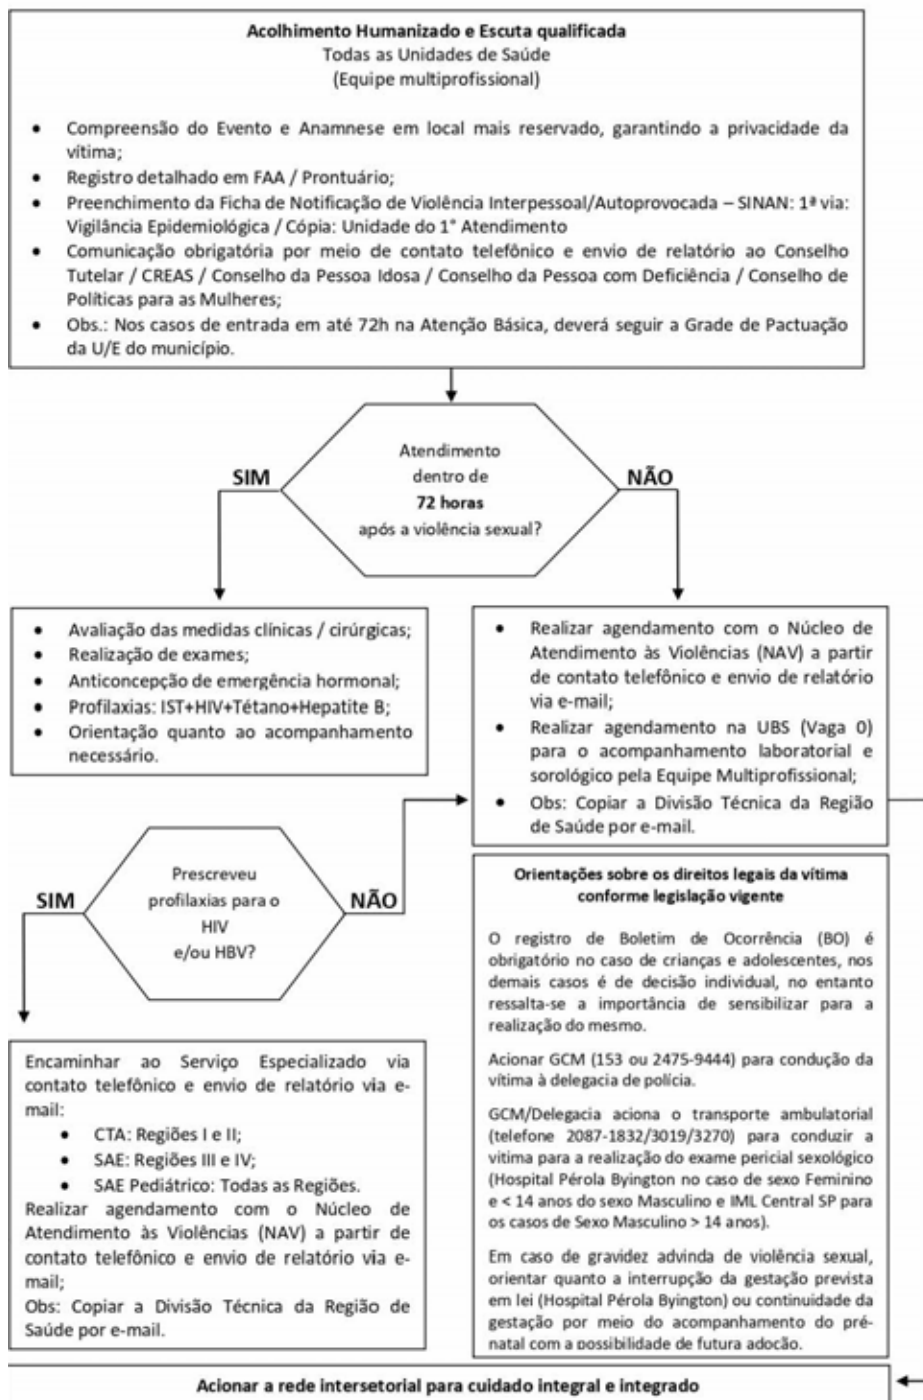 Acolhimento Humanizado e Escuta qualificada
Todas as Unidades de Saúde
(Equipe multiprofissional)
• Compreensão do Evento e Anamnese em local mais reservado, garantindo a privacidade da
vítima;
• Registro detalhado em FAA / Prontuário;
• Preenchimento da Ficha de Notificação de Violência Interpessoal/Autoprovocada – SINAN: 1ª via:
Vigilância Epidemiológica / Cópia: Unidade do 1° Atendimento
• Comunicação obrigatória por meio de contato telefônico e envio de relatório ao Conselho
Tutelar / CREAS / Conselho da Pessoa Idosa / Conselho da Pessoa com Deficiência / Conselho de
Políticas para as Mulheres;
• Obs.: Nos casos de entrada em até 72h na Atenção Básica, deverá seguir a Grade de Pactuação
da U/E do município.
Atendimento
dentro de
72 horas
após a violência sexual?
SIM
NÃO
• Avaliação das medidas clínicas / cirúrgicas;
• Realização de exames;
• Anticoncepção de emergência hormonal;
• Profilaxias: IST+HIV+Tétano+Hepatite B;
• Orientação quanto ao acompanhamento
necessário.
• Realizar agendamento com o Núcleo de
Atendimento às Violências (NAV) a partir
de contato telefônico e envio de relatório
via e-mail;
• Realizar agendamento na UBS (Vaga 0)
para o acompanhamento laboratorial e
sorológico pela Equipe Multiprofissional;
• Obs: Copiar a Divisão Técnica da Região
de Saúde por e-mail.
Prescreveu
profilaxias para o
HIV
e/ou HBV?
SIM
NÃO
Encaminhar ao Serviço Especializado via
contato telefônico e envio de relatório via e-
mail:
• CTA: Regiões I e II;
• SAE: Regiões III e IV;
• SAE Pediátrico: Todas as Regiões.
Realizar agendamento com o Núcleo de
Atendimento às Violências (NAV) a partir de
contato telefônico e envio de relatório via e-
mail;
Obs: Copiar a Divisão Técnica da Região de
Saúde por e-mail.
Orientações sobre os direitos legais da vítima
conforme legislação vigente
O registro de Boletim de Ocorrência (BO) é
obrigatório no caso de crianças e adolescentes, nos
demais casos é de decisão individual, no entanto
ressalta-se a importância de sensibilizar para a
realização do mesmo.
Acionar GCM (153 ou 2475-9444) para condução da
vítima à delegacia de polícia.
GCM/Delegacia aciona o transporte ambulatorial
(telefone 2087-1832/3019/3270) para conduzir a
vitima para a realização do exame pericial sexológico
(Hospital Pérola Byington no caso de sexo Feminino
e < 14 anos do sexo Masculino e IML Central SP para
os casos de Sexo Masculino > 14 anos).
Em caso de gravidez advinda de violência sexual,
orientar quanto a interrupção da gestação prevista
em lei (Hospital Pérola Byington) ou continuidade da
gestação por meio do acompanhamento do pré-
natal com a possibilidade de futura adoção.
Acionar a rede intersetorial para cuidado integral e integrado